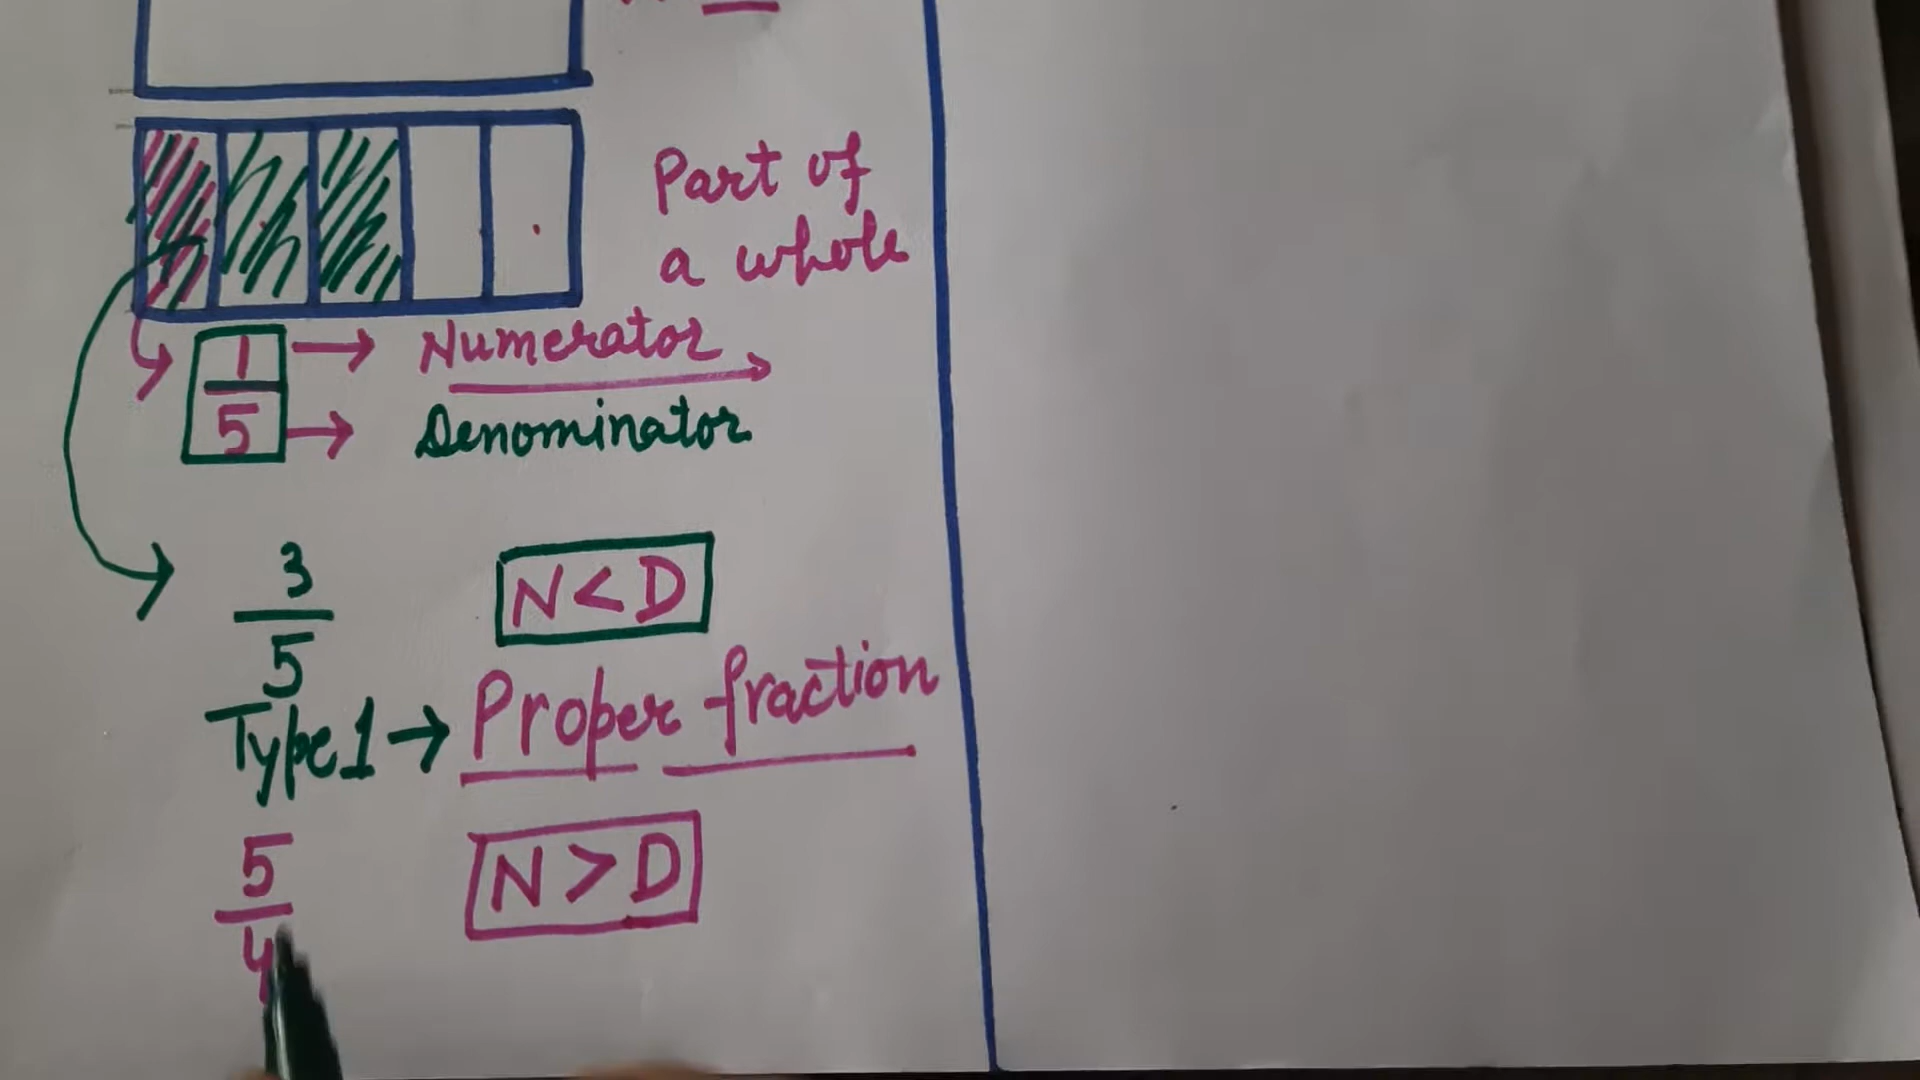 Part of
a whole
1 → Numerator
5 → Denominator
3
5
N<D
Type 1 → Proper fraction
5
4
N>D